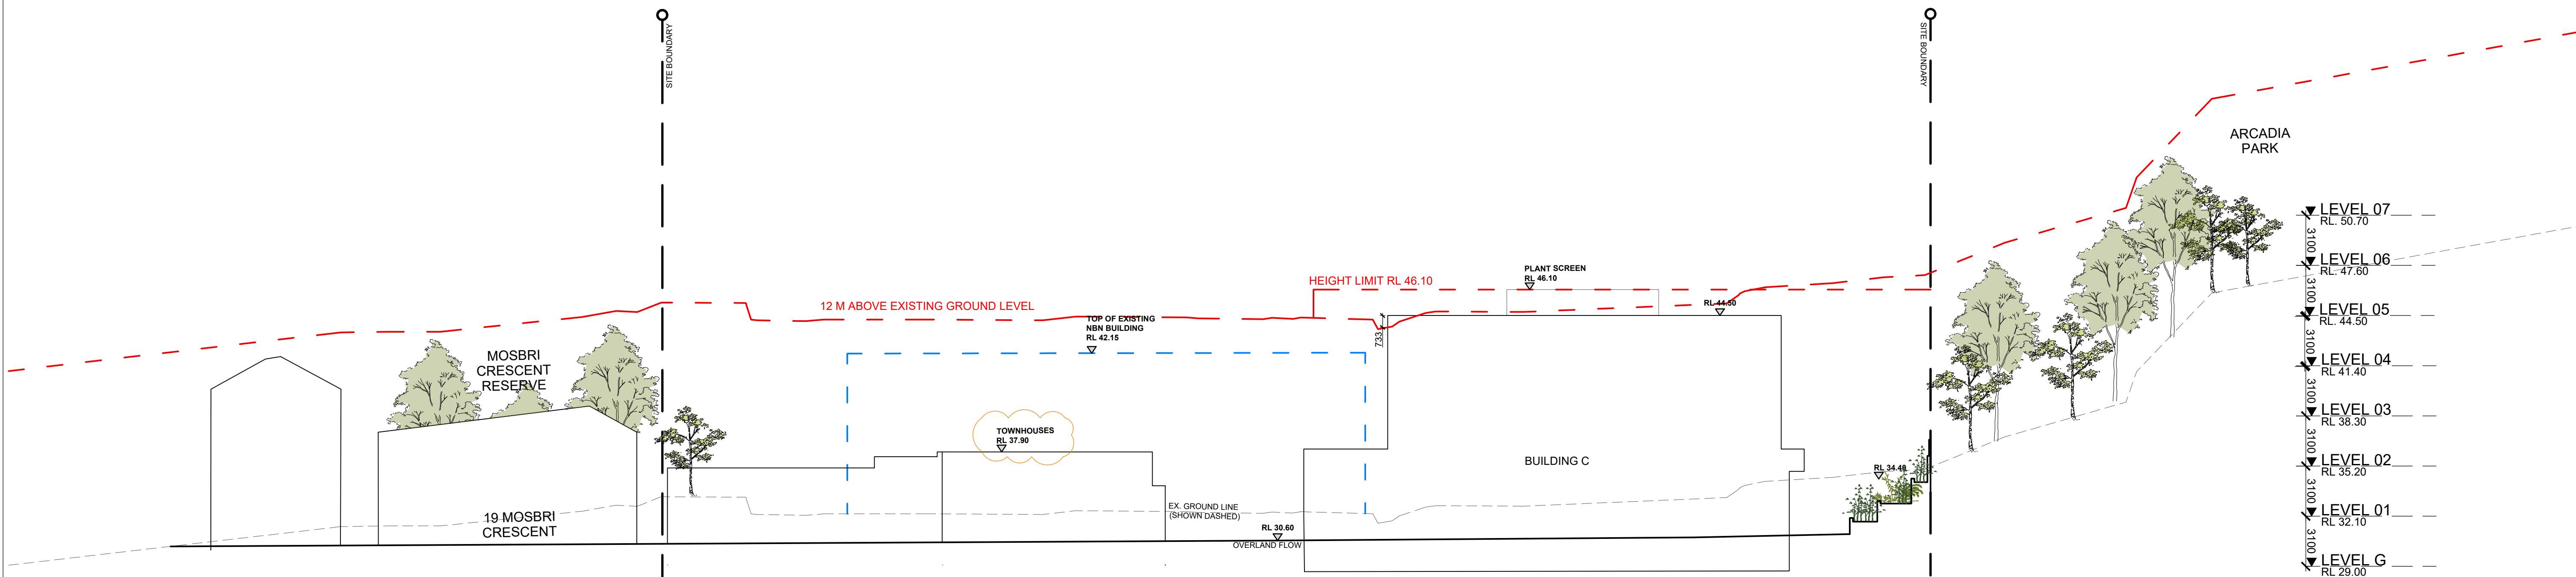 SITE BOUNDARY
SITE BOUNDARY
ARCADIA
PARK
LEVEL 07
RL. 50.70
3100
LEVEL 06
RL. 47.60
3100
HEIGHT LIMIT RL 46.10
PLANT SCREEN
RL 46.10
12 M ABOVE EXISTING GROUND LEVEL
RL 44.50
LEVEL 05
RL. 44.50
3100
TOP OF EXISTING
NBN BUILDING
RL 42.15
733
MOSBRI
CRESCENT
RESERVE
LEVEL 04
RL 41.40
3100
LEVEL 03
RL 38.30
3100
TOWNHOUSES
RL 37.90
BUILDING C
LEVEL 02
RL 35.20
3100
RL 34.40
EX. GROUND LINE
(SHOWN DASHED)
19 MOSBRI
CRESCENT
LEVEL 01
RL 32.10
3100
RL 30.60
OVERLAND FLOW
LEVEL G
RL 29.00